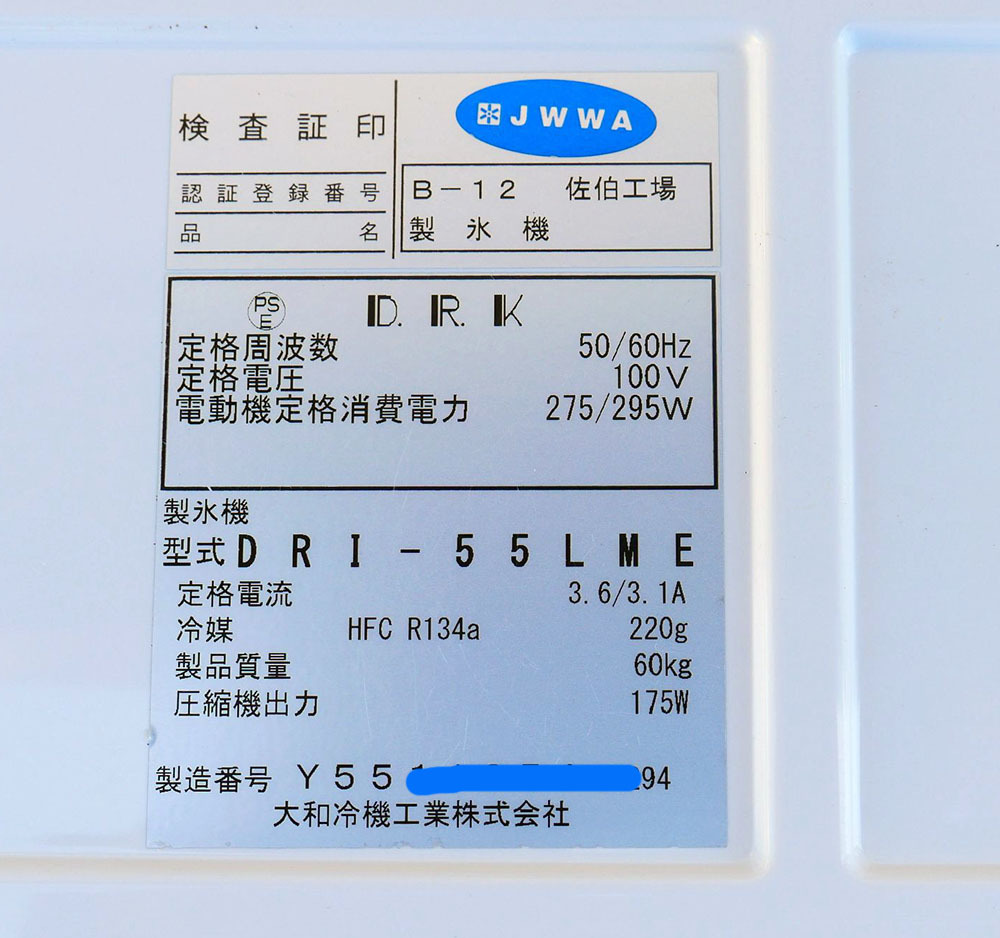 検査証印
JWWA
認証登録番号 B-12 佐伯工場
品名 製氷機
PS E D.R.K
定格周波数 50/60Hz
定格電圧 100V
電動機定格消費電力 275/295W
製氷機
型式 DRI-55LME
定格電流 3.6/3.1A
冷媒 HFC R134a 220g
製品質量 60kg
圧縮機出力 175W
製造番号 Y55 94
大和冷機工業株式会社